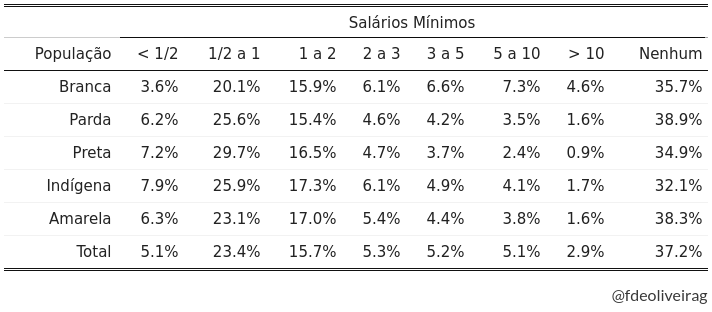 Salários Mínimos
População < 1/2 1/2 a 1 1 a 2 2 a 3 3 a 5 5 a 10 > 10 Nenhum
Branca 3.6% 20.1% 15.9% 6.1% 6.6% 7.3% 4.6% 35.7%
Parda 6.2% 25.6% 15.4% 4.6% 4.2% 3.5% 1.6% 38.9%
Preta 7.2% 29.7% 16.5% 4.7% 3.7% 2.4% 0.9% 34.9%
Indígena 7.9% 25.9% 17.3% 6.1% 4.9% 4.1% 1.7% 32.1%
Amarela 6.3% 23.1% 17.0% 5.4% 4.4% 3.8% 1.6% 38.3%
Total 5.1% 23.4% 15.7% 5.3% 5.2% 5.1% 2.9% 37.2%
@fdeoliveirag